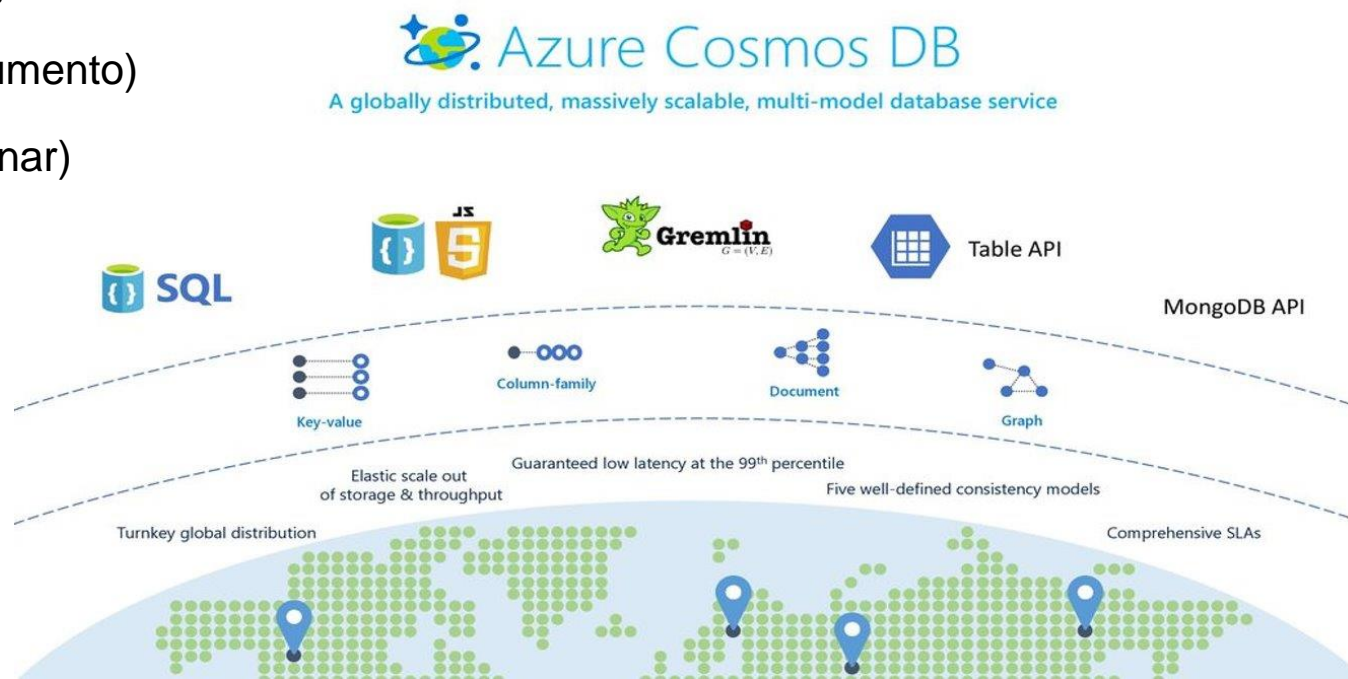 umento)
nar)
Azure Cosmos DB
A globally distributed, massively scalable, multi-model database service
SQL
JS
Gremlin
G = (V, E)
Table API
MongoDB API
Key-value
Column-family
Document
Graph
Turnkey global distribution
Elastic scale out
of storage & throughput
Guaranteed low latency at the 99th percentile
Five well-defined consistency models
Comprehensive SLAs